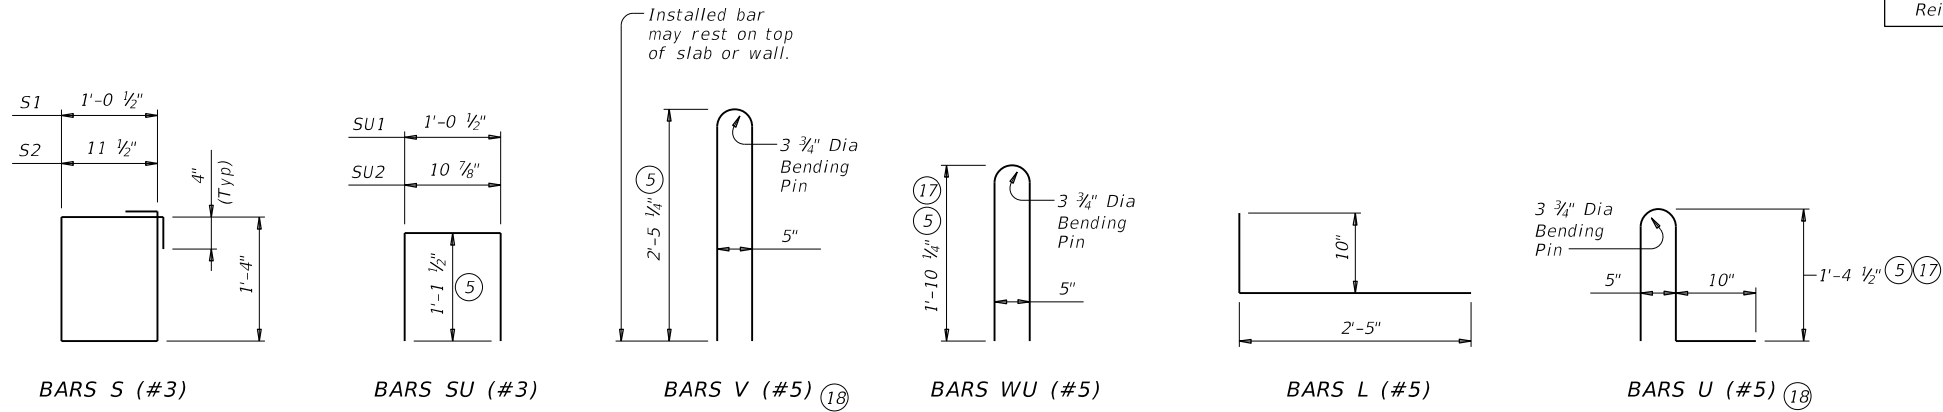 Installed bar
may rest on top
of slab or wall.
Rei
S1
1'-0 ½"
S2
11 ½"
4"
(Typ)
1'-4"
BARS S (#3)
SU1
1'-0 ½"
SU2
10 ⅞"
1'-1 ½"
5
BARS SU (#3)
5
2'-5 ¼"
3 ¾" Dia
Bending
Pin
5"
BARS V (#5)
18
17
5
1'-10 ¼"
3 ¾" Dia
Bending
Pin
5"
BARS WU (#5)
10"
2'-5"
BARS L (#5)
3 ¾" Dia
Bending
Pin
5"
10"
1'-4 ½" 5 17
BARS U (#5)
18